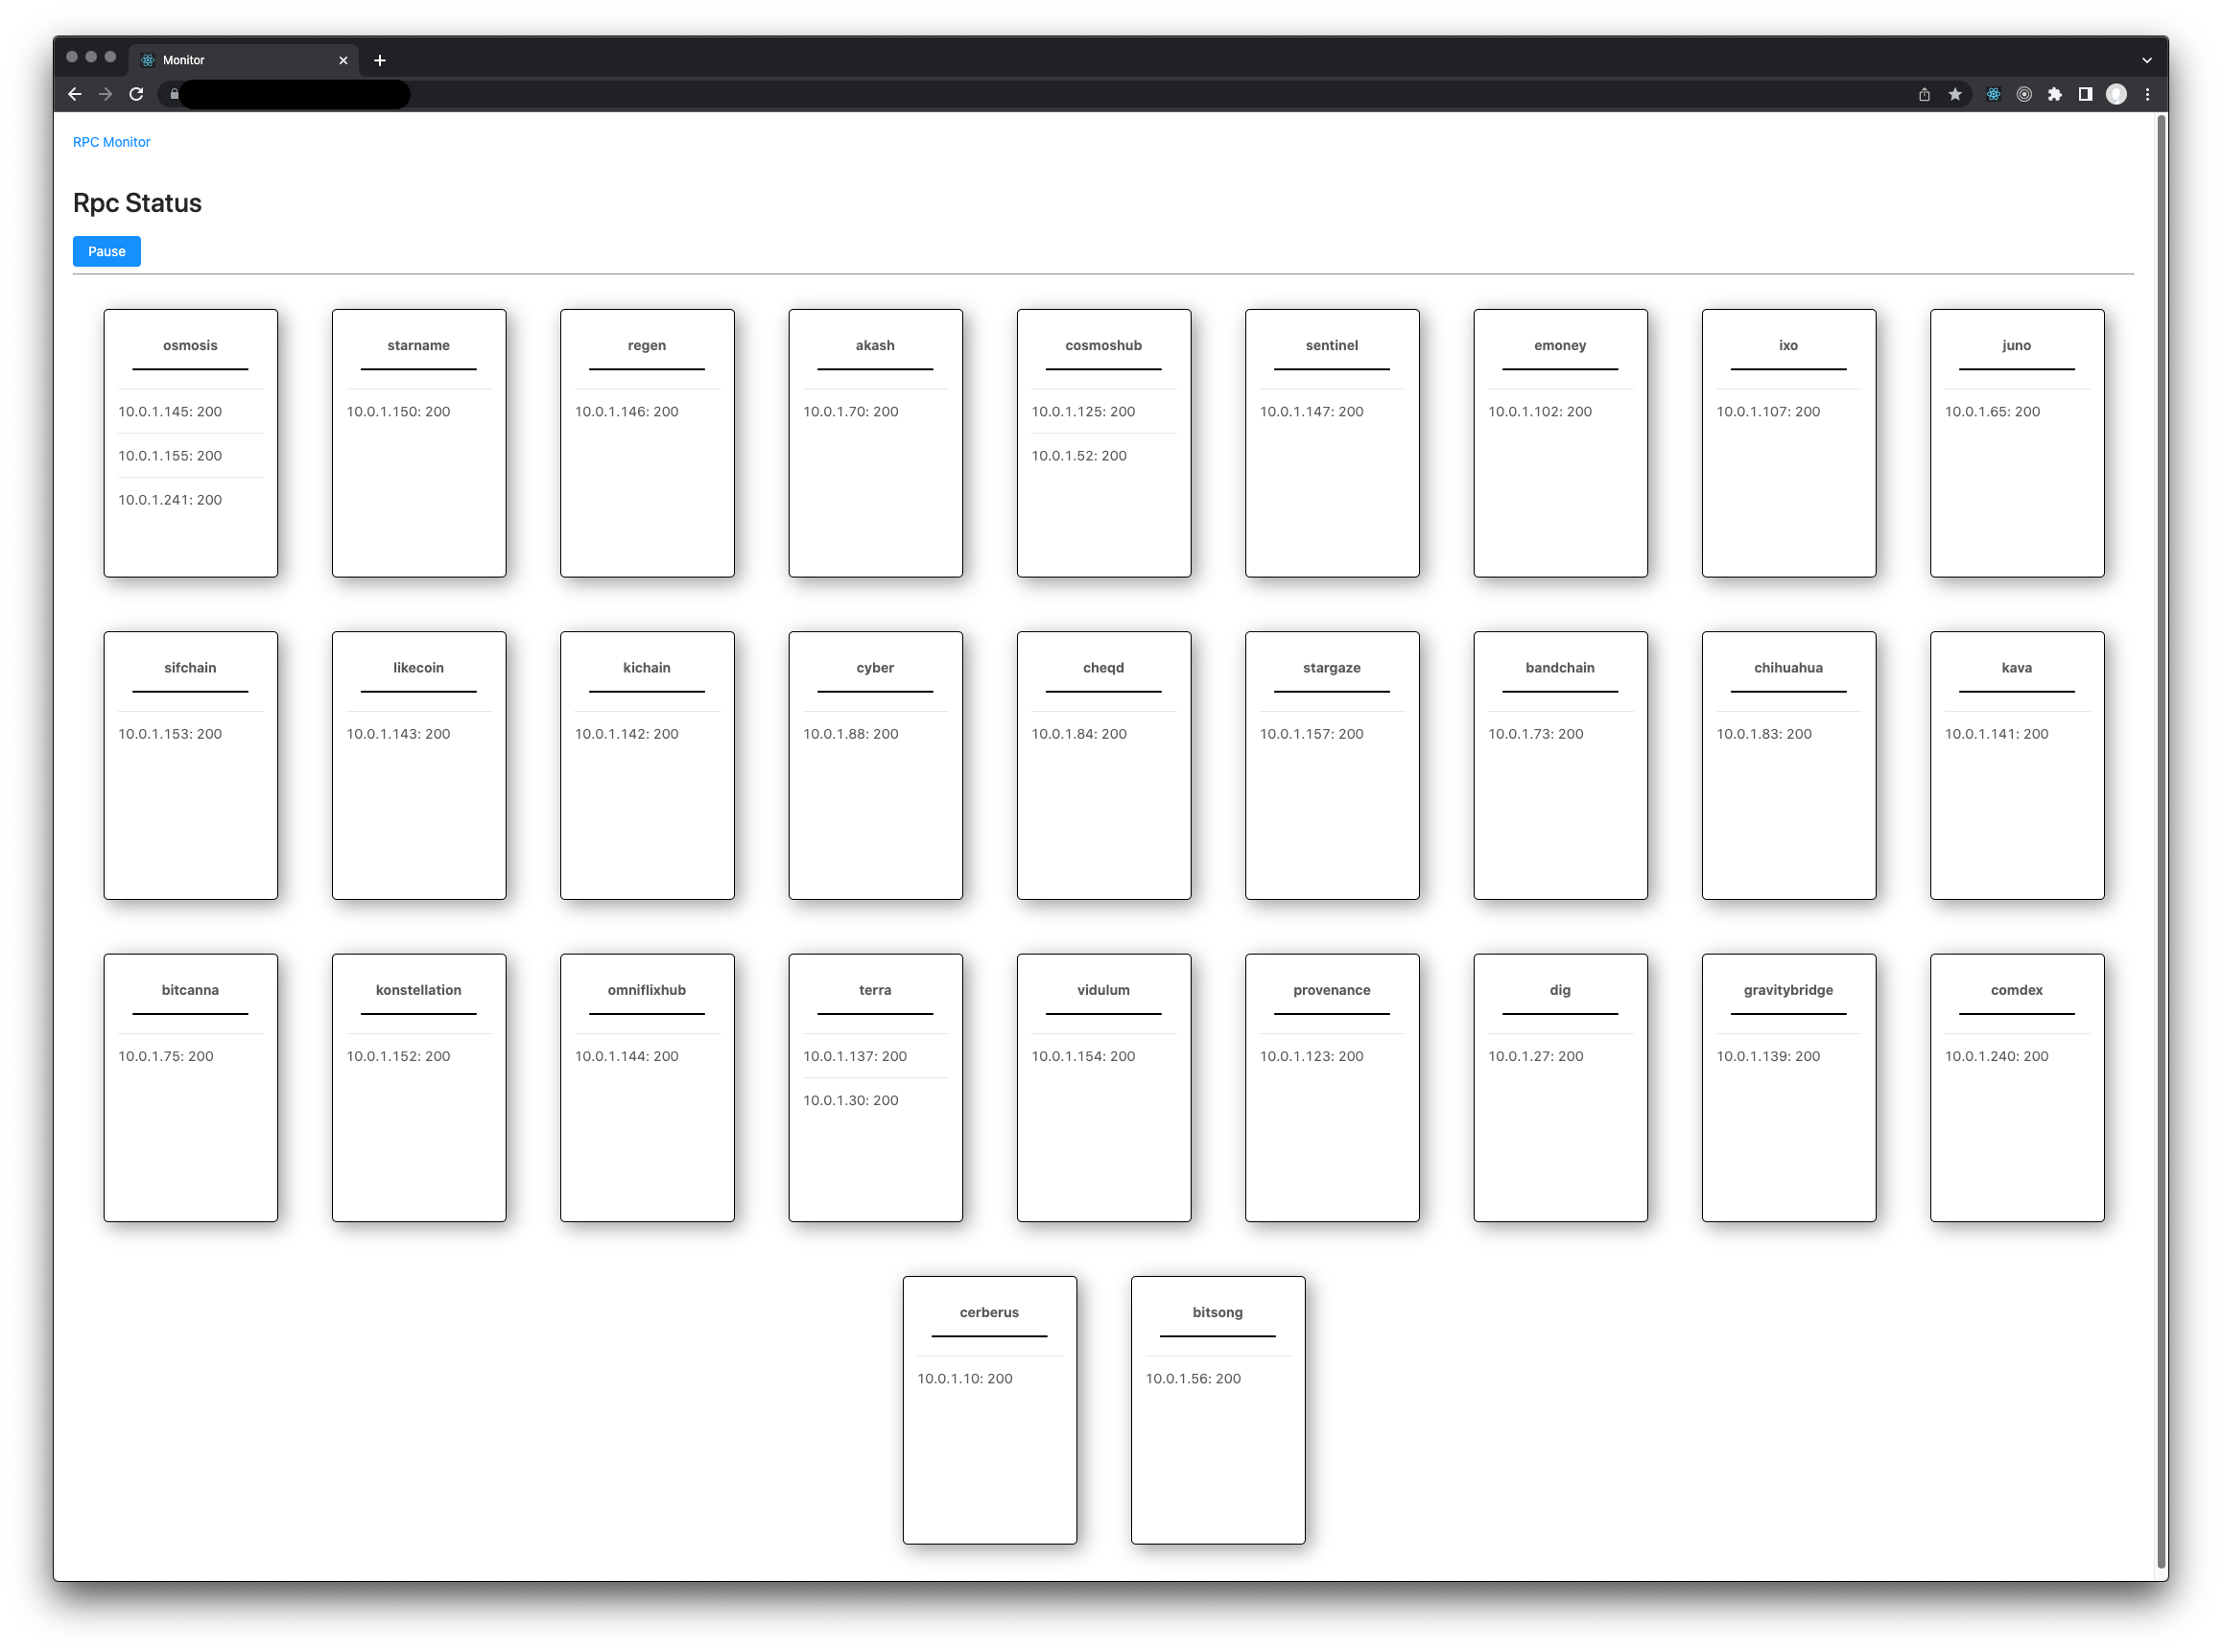 Monitor
RPC Monitor
Rpc Status
Pause
osmosis
10.0.1.145: 200
10.0.1.155: 200
10.0.1.241: 200
starname
10.0.1.150: 200
regen
10.0.1.146: 200
akash
10.0.1.70: 200
cosmoshub
10.0.1.125: 200
10.0.1.52: 200
sentinel
10.0.1.147: 200
emoney
10.0.1.102: 200
ixo
10.0.1.107: 200
juno
10.0.1.65: 200
sifchain
10.0.1.153: 200
likecoin
10.0.1.143: 200
kichain
10.0.1.142: 200
cyber
10.0.1.88: 200
cheqd
10.0.1.84: 200
stargaze
10.0.1.157: 200
bandchain
10.0.1.73: 200
chihuahua
10.0.1.83: 200
kava
10.0.1.141: 200
bitcanna
10.0.1.75: 200
konstellation
10.0.1.152: 200
omniflixhub
10.0.1.144: 200
terra
10.0.1.137: 200
10.0.1.30: 200
vidulum
10.0.1.154: 200
provenance
10.0.1.123: 200
dig
10.0.1.27: 200
gravitybridge
10.0.1.139: 200
comdex
10.0.1.240: 200
cerberus
10.0.1.10: 200
bitsong
10.0.1.56: 200